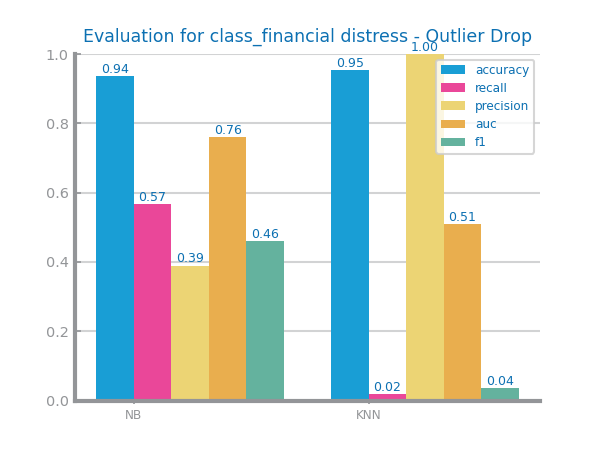 Evaluation for class_financial distress - Outlier Drop
1.0
0.8
0.6
0.4
0.2
0.0
0.94
0.57
0.39
0.76
0.46
0.95
0.02
1.00
0.51
0.04
accuracy
recall
precision
auc
f1
NB
KNN